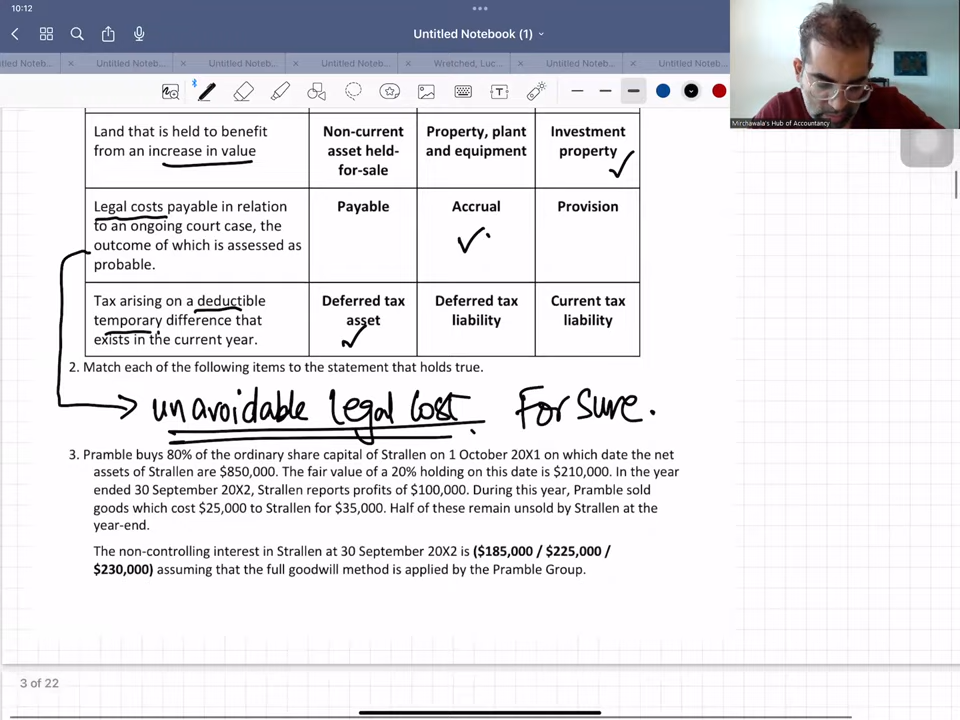 10:12
Untitled Notebook (1)
Untitled Noteb...
Untitled Noteb...
Untitled Noteb...
Wretched, Luc...
Untitled Noteb...
Untitled Noteb...
Mirchawala's Hub of Accountancy
Land that is held to benefit from an increase in value
Non-current asset held-for-sale
Property, plant and equipment
Investment property
Legal costs payable in relation to an ongoing court case, the outcome of which is assessed as probable.
Payable
Accrual
Provision
Tax arising on a deductible temporary difference that exists in the current year.
Deferred tax asset
Deferred tax liability
Current tax liability
2. Match each of the following items to the statement that holds true.
unavoidable legal cost For sure.
3. Pramble buys 80% of the ordinary share capital of Strallen on 1 October 20X1 on which date the net
assets of Strallen are $850,000. The fair value of a 20% holding on this date is $210,000. In the year
ended 30 September 20X2, Strallen reports profits of $100,000. During this year, Pramble sold
goods which cost $25,000 to Strallen for $35,000. Half of these remain unsold by Strallen at the
year-end.
The non-controlling interest in Strallen at 30 September 20X2 is ($185,000 / $225,000 /
$230,000) assuming that the full goodwill method is applied by the Pramble Group.
3 of 22